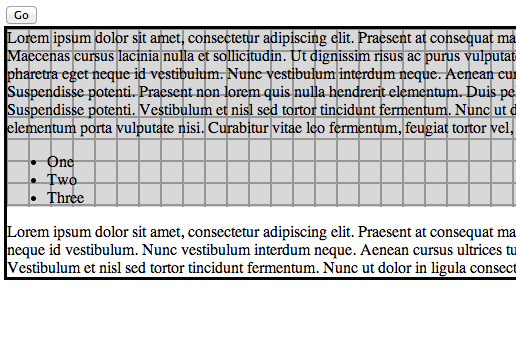 Go
Lorem ipsum dolor sit amet, consectetur adipiscing elit. Praesent at consequat ma
Maecenas cursus lacinia nulla et sollicitudin. Ut dignissim risus ac purus vulputat
pharetra eget neque id vestibulum. Nunc vestibulum interdum neque. Aenean cur
Suspendisse potenti. Praesent non lorem quis nulla hendrerit elementum. Duis pe
Suspendisse potenti. Vestibulum et nisl sed tortor tincidunt fermentum. Nunc ut d
elementum porta vulputate nisi. Curabitur vitae leo fermentum, feugiat tortor vel,
• One
• Two
• Three
Lorem ipsum dolor sit amet, consectetur adipiscing elit. Praesent at consequat ma
neque id vestibulum. Nunc vestibulum interdum neque. Aenean cursus ultrices tu
Vestibulum et nisl sed tortor tincidunt fermentum. Nunc ut dolor in ligula consect